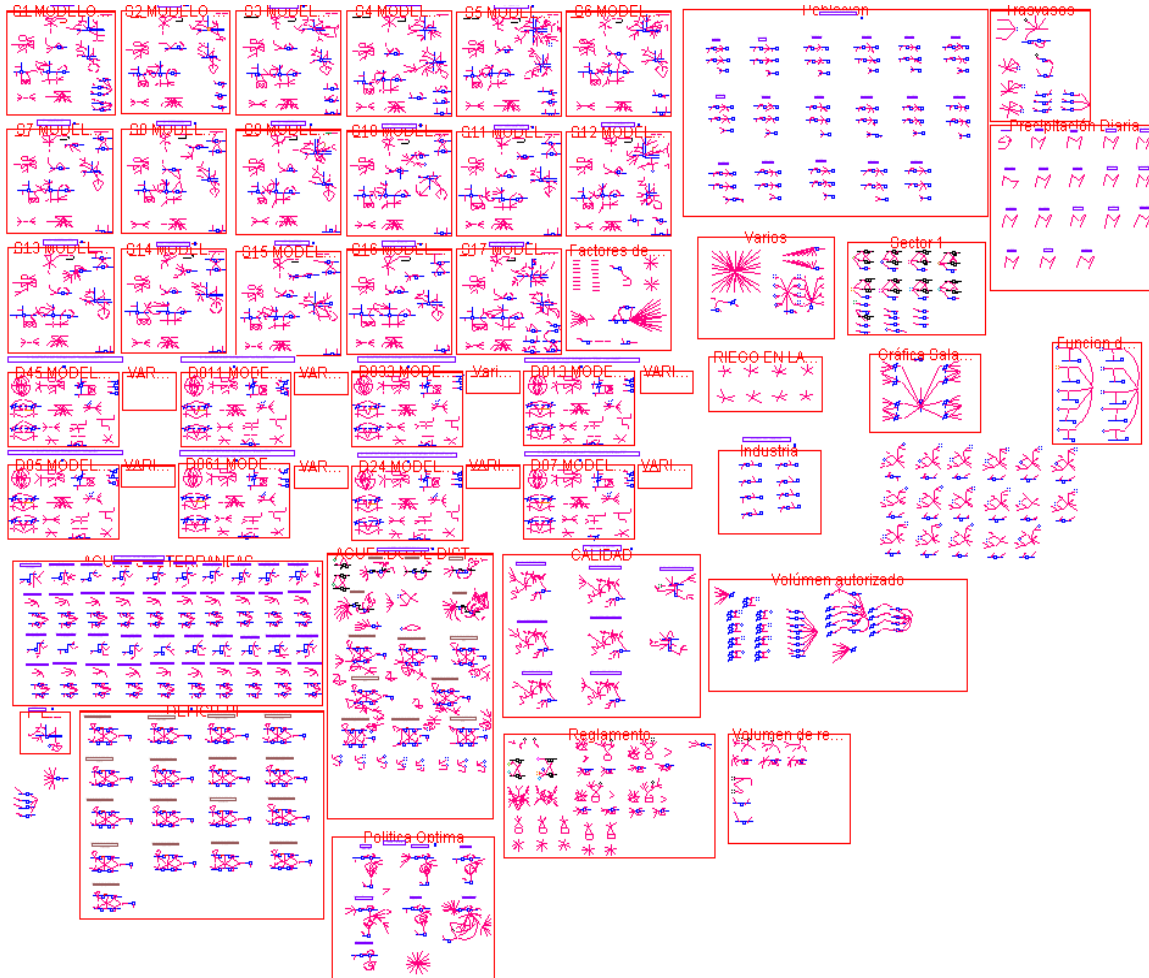 S1 MODELO
S2 MODELO
S3 MODEL...
S4 MODEL
S5 MODEL...
S6 MODEL...
Población
Trasvases
S7 MODEL...
S8 MODEL...
S9 MODEL...
S10 MODEL...
S11 MODEL...
S12 MODEL...
Precipitación Diaria
S13 MODEL...
S14 MODEL...
S15 MODEL...
S16 MODEL...
S17 MODEL...
Factores de...
Varios
Sector 1
D45 MODEL...
VAR...
D011 MODE...
VAR...
D033 MODE...
Vari...
D013 MODE...
VARI...
RIEGO EN LA...
Gráfica Sala...
Funcion d...
D05 MODEL...
VARI...
D061 MODE...
VAR...
D24 MODEL...
VARI...
D07 MODEL...
VARI...
Industria
CALIDAD
Volúmen autorizado
Reglamento
Volumen de re...
Politica Optima